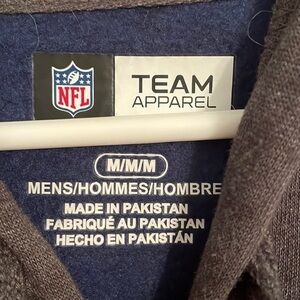 NFL
TEAM
APPAREL
M/M/M
MENS/HOMMES/HOMBRE
MADE IN PAKISTAN
FABRIQUÉ AU PAKISTAN
HECHO EN PAKISTÁN